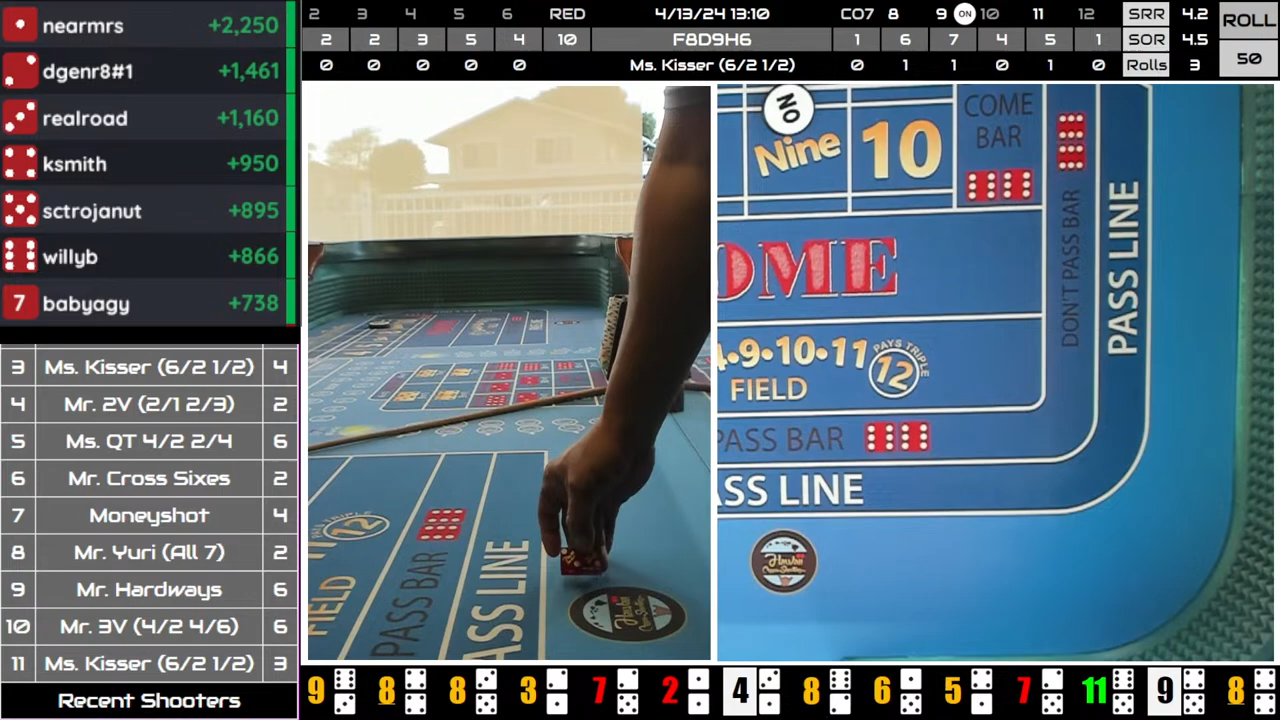 nearmrs +2,250
dgenr8#1 +1,461
realroad +1,160
ksmith +950
sctrojanut +895
willyb +866
7 babyagy +738
3 Ms. Kisser (6/2 1/2) 4
4 Mr. 2V (2/1 2/3) 2
5 Ms. QT 4/2 2/4 6
6 Mr. Cross Sixes 2
7 Moneyshot 4
8 Mr. Yuri (All 7) 2
9 Mr. Hardways 6
10 Mr. 3V (4/2 4/6) 6
11 Ms. Kisser (6/2 1/2) 3
Recent Shooters
2 3 4 5 6 RED 4/13/24 13:10 CO7 8 9 ON 10 11 12 SRR 4.2 ROLL
2 2 3 5 4 10 F8D9H6 1 6 7 4 5 1 SOR 4.5
0 0 0 0 0 Ms. Kisser (6/2 1/2) 0 1 1 0 1 0 Rolls 3 50
12
FIELD
PASS BAR
ASS LINE
NO
Nine
10
COME
BAR
OME
4•9•10•11
PAYS TRIPLE
12
FIELD
PASS BAR
ASS LINE
DON'T PASS BAR
PASS LINE
Hawaii
9 8 8 3 7 2 4 8 6 5 7 11 9 8